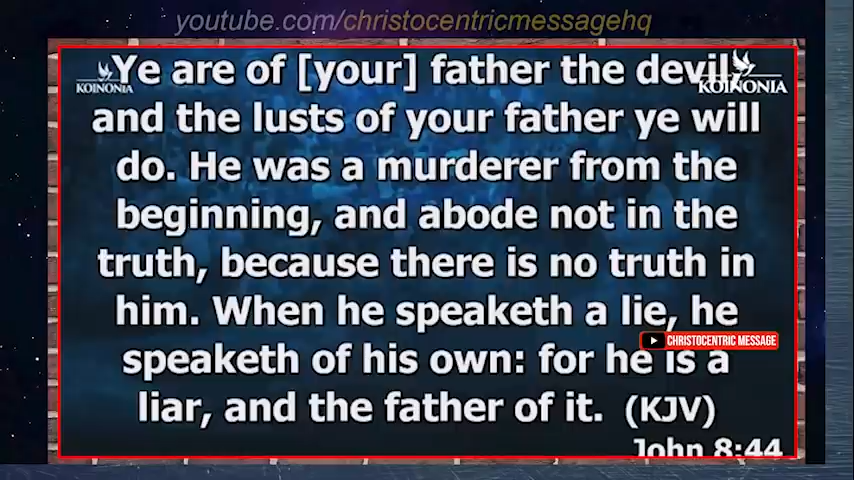 youtube.com/christocentricmessagehq
Ye are of [your] father the devil,
KOINONIA
KOINONIA
and the lusts of your father ye will
do. He was a murderer from the
beginning, and abode not in the
truth, because there is no truth in
him. When he speaketh a lie, he
CHRISTOCENTRIC MESSAGE
speaketh of his own: for he is a
liar, and the father of it. (KJV)
John 8:44